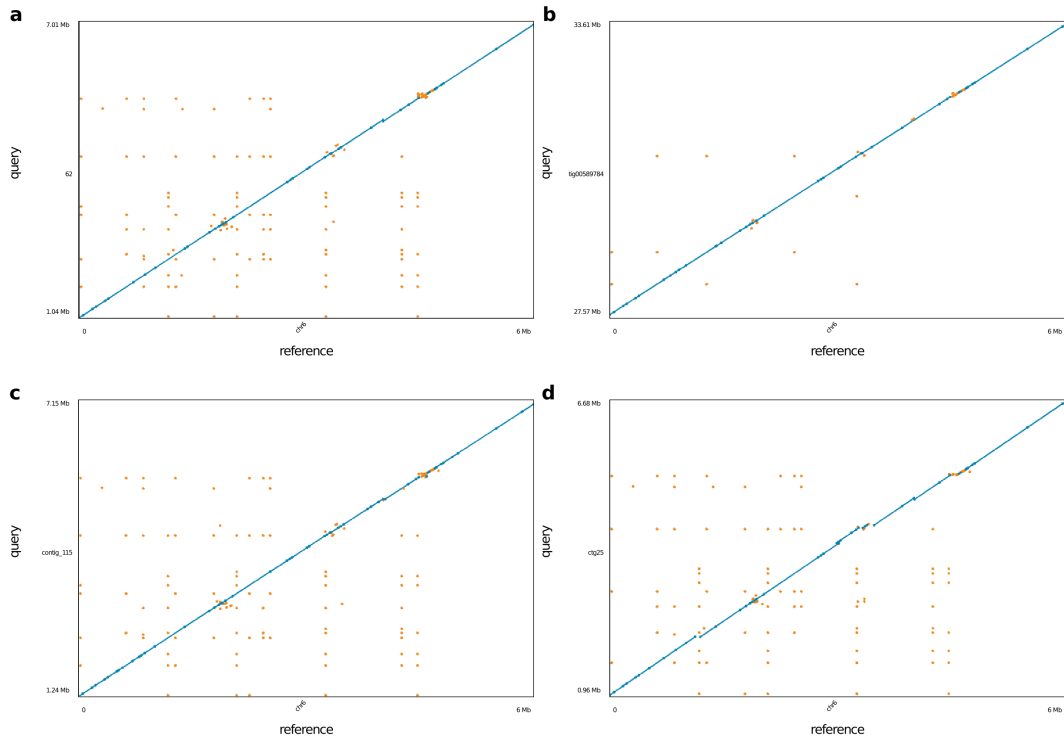 a
7.01 Mb
query
62
1.04 Mb
0
chr6
6 Mb
reference
b
33.61 Mb
query
tig00589784
27.57 Mb
0
chr6
6 Mb
reference
c
7.15 Mb
query
contig_115
1.24 Mb
0
chr6
6 Mb
reference
d
6.68 Mb
query
ctg25
0.96 Mb
0
chr6
6 Mb
reference